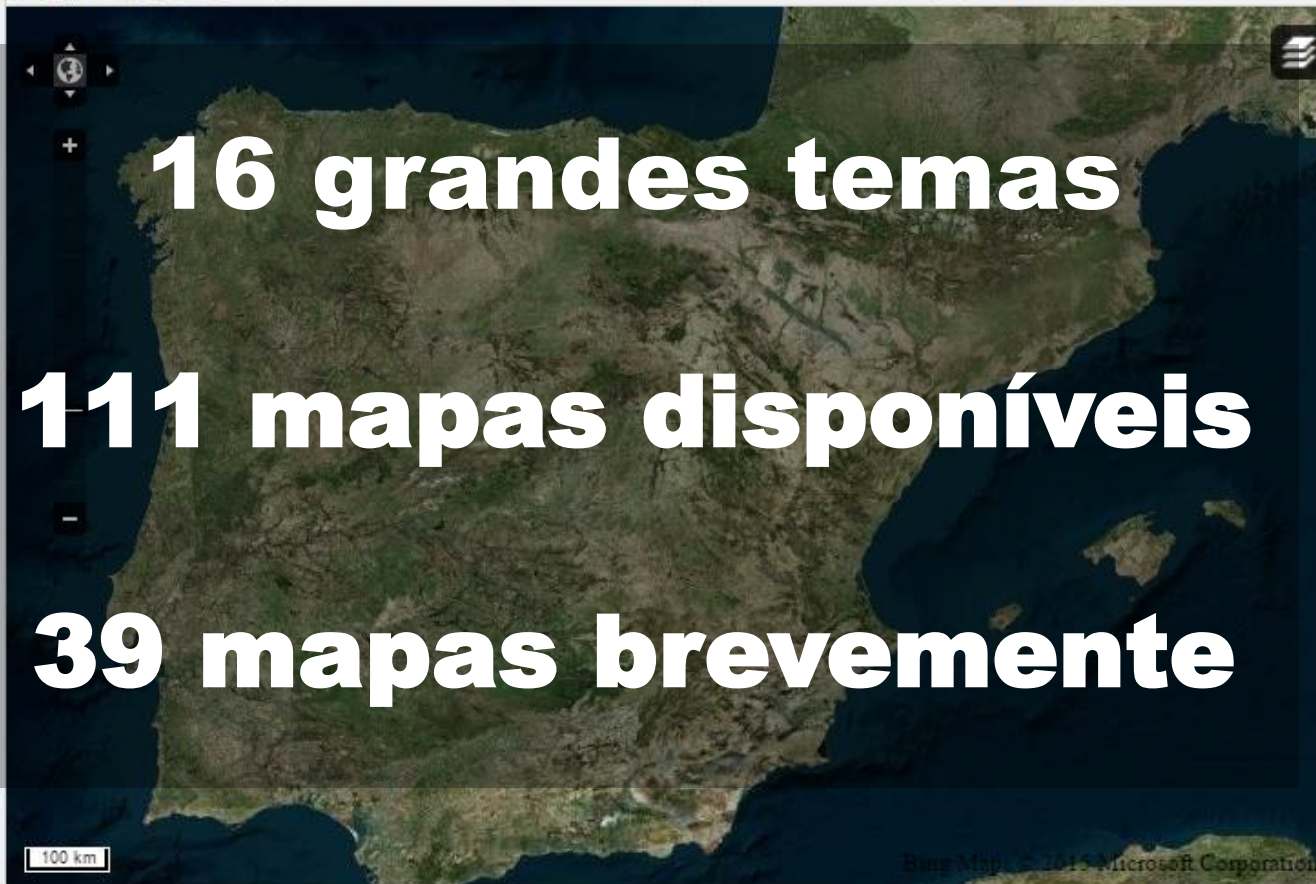 16 grandes temas
111 mapas disponíveis
39 mapas brevemente
100 km
Bing Maps © 2015 Microsoft Corporation